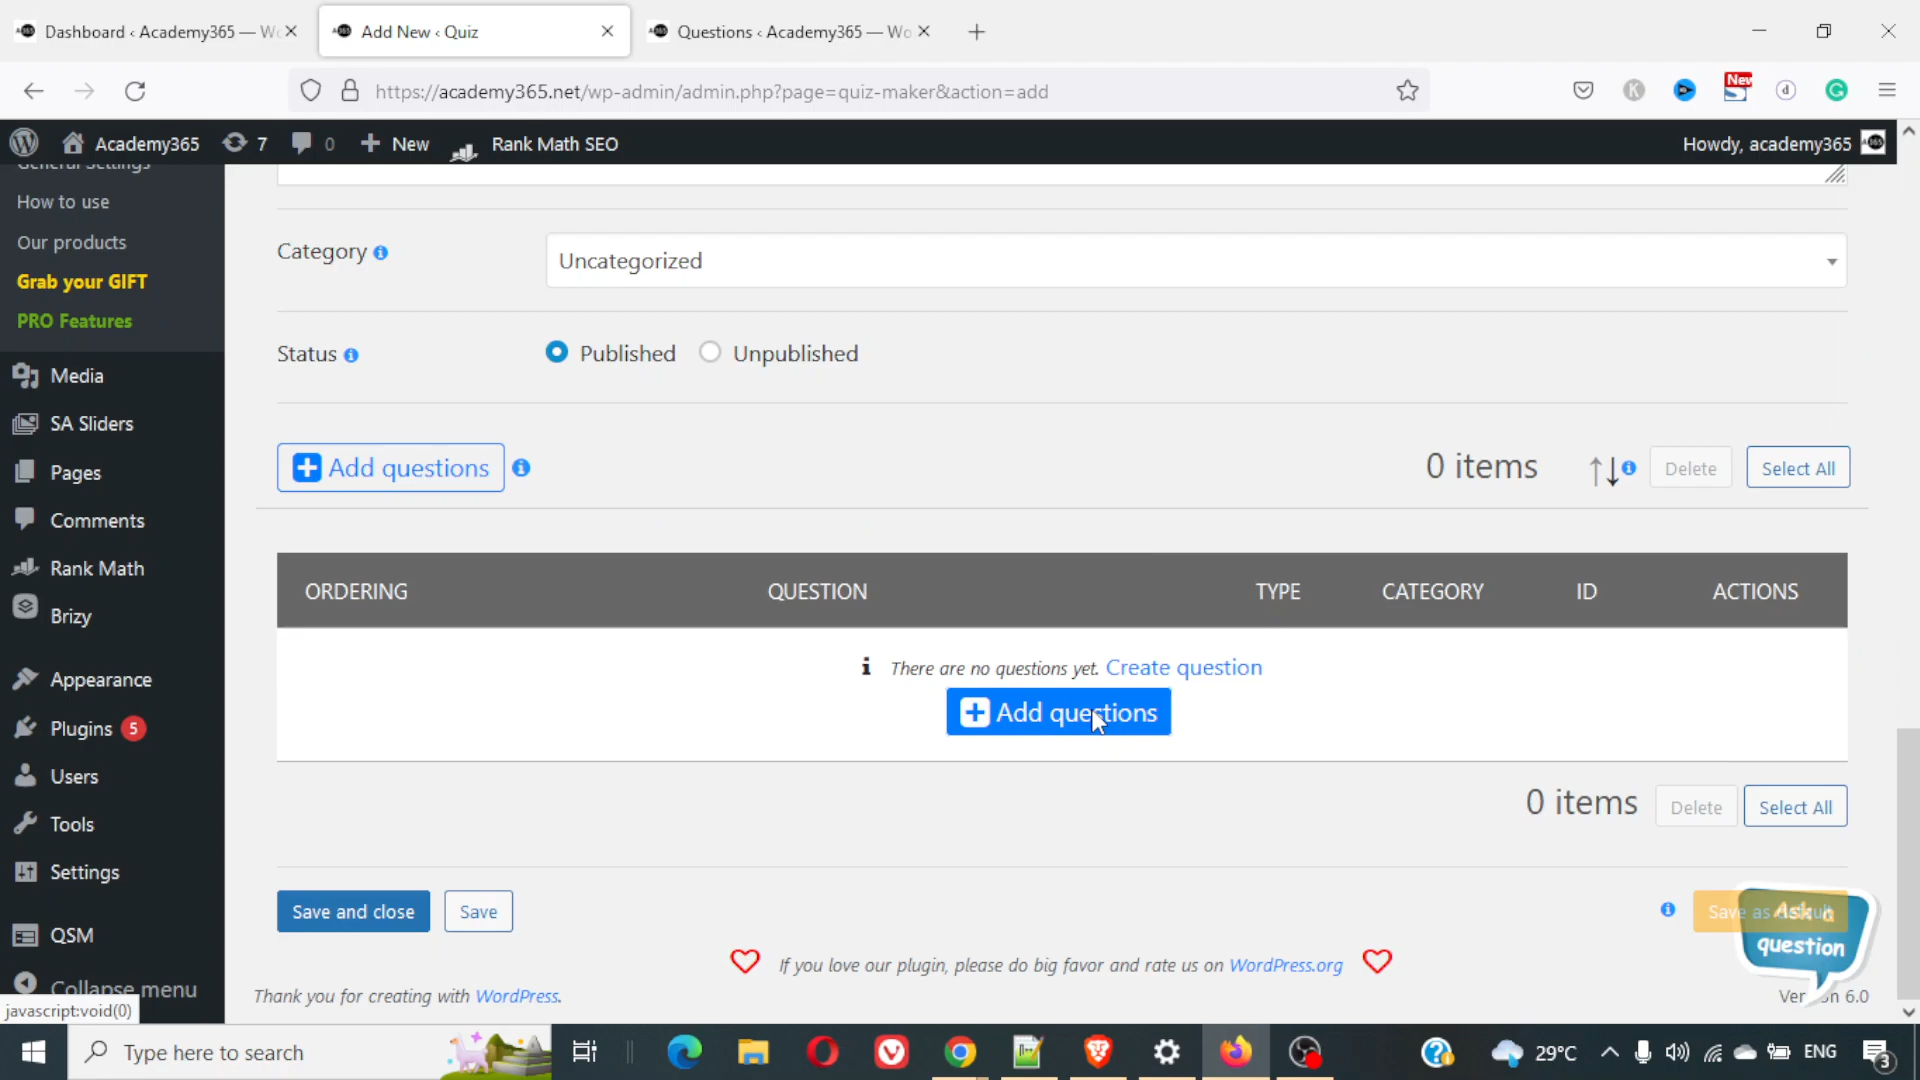 Dashboard ‹ Academy365 — Wo
Add New ‹ Quiz
Questions ‹ Academy365 — Wo
https://academy365.net/wp-admin/admin.php?page=quiz-maker&action=add
New
Academy365
7
0
New
Rank Math SEO
Howdy, academy365
General Settings
How to use
Our products
Grab your GIFT
PRO Features
Media
SA Sliders
Pages
Comments
Rank Math
Brizy
Appearance
Plugins 5
Users
Tools
Settings
QSM
Collapse menu
javascript:void(0)
Category
Uncategorized
Status
Published
Unpublished
Add questions
0 items
Delete
Select All
ORDERING QUESTION TYPE CATEGORY ID ACTIONS
There are no questions yet. Create question
Add questions
0 items
Delete
Select All
Save and close
Save
Save as default
Ask a
question
If you love our plugin, please do big favor and rate us on WordPress.org
Thank you for creating with WordPress.
Version 6.0
Type here to search
29°C
ENG
3